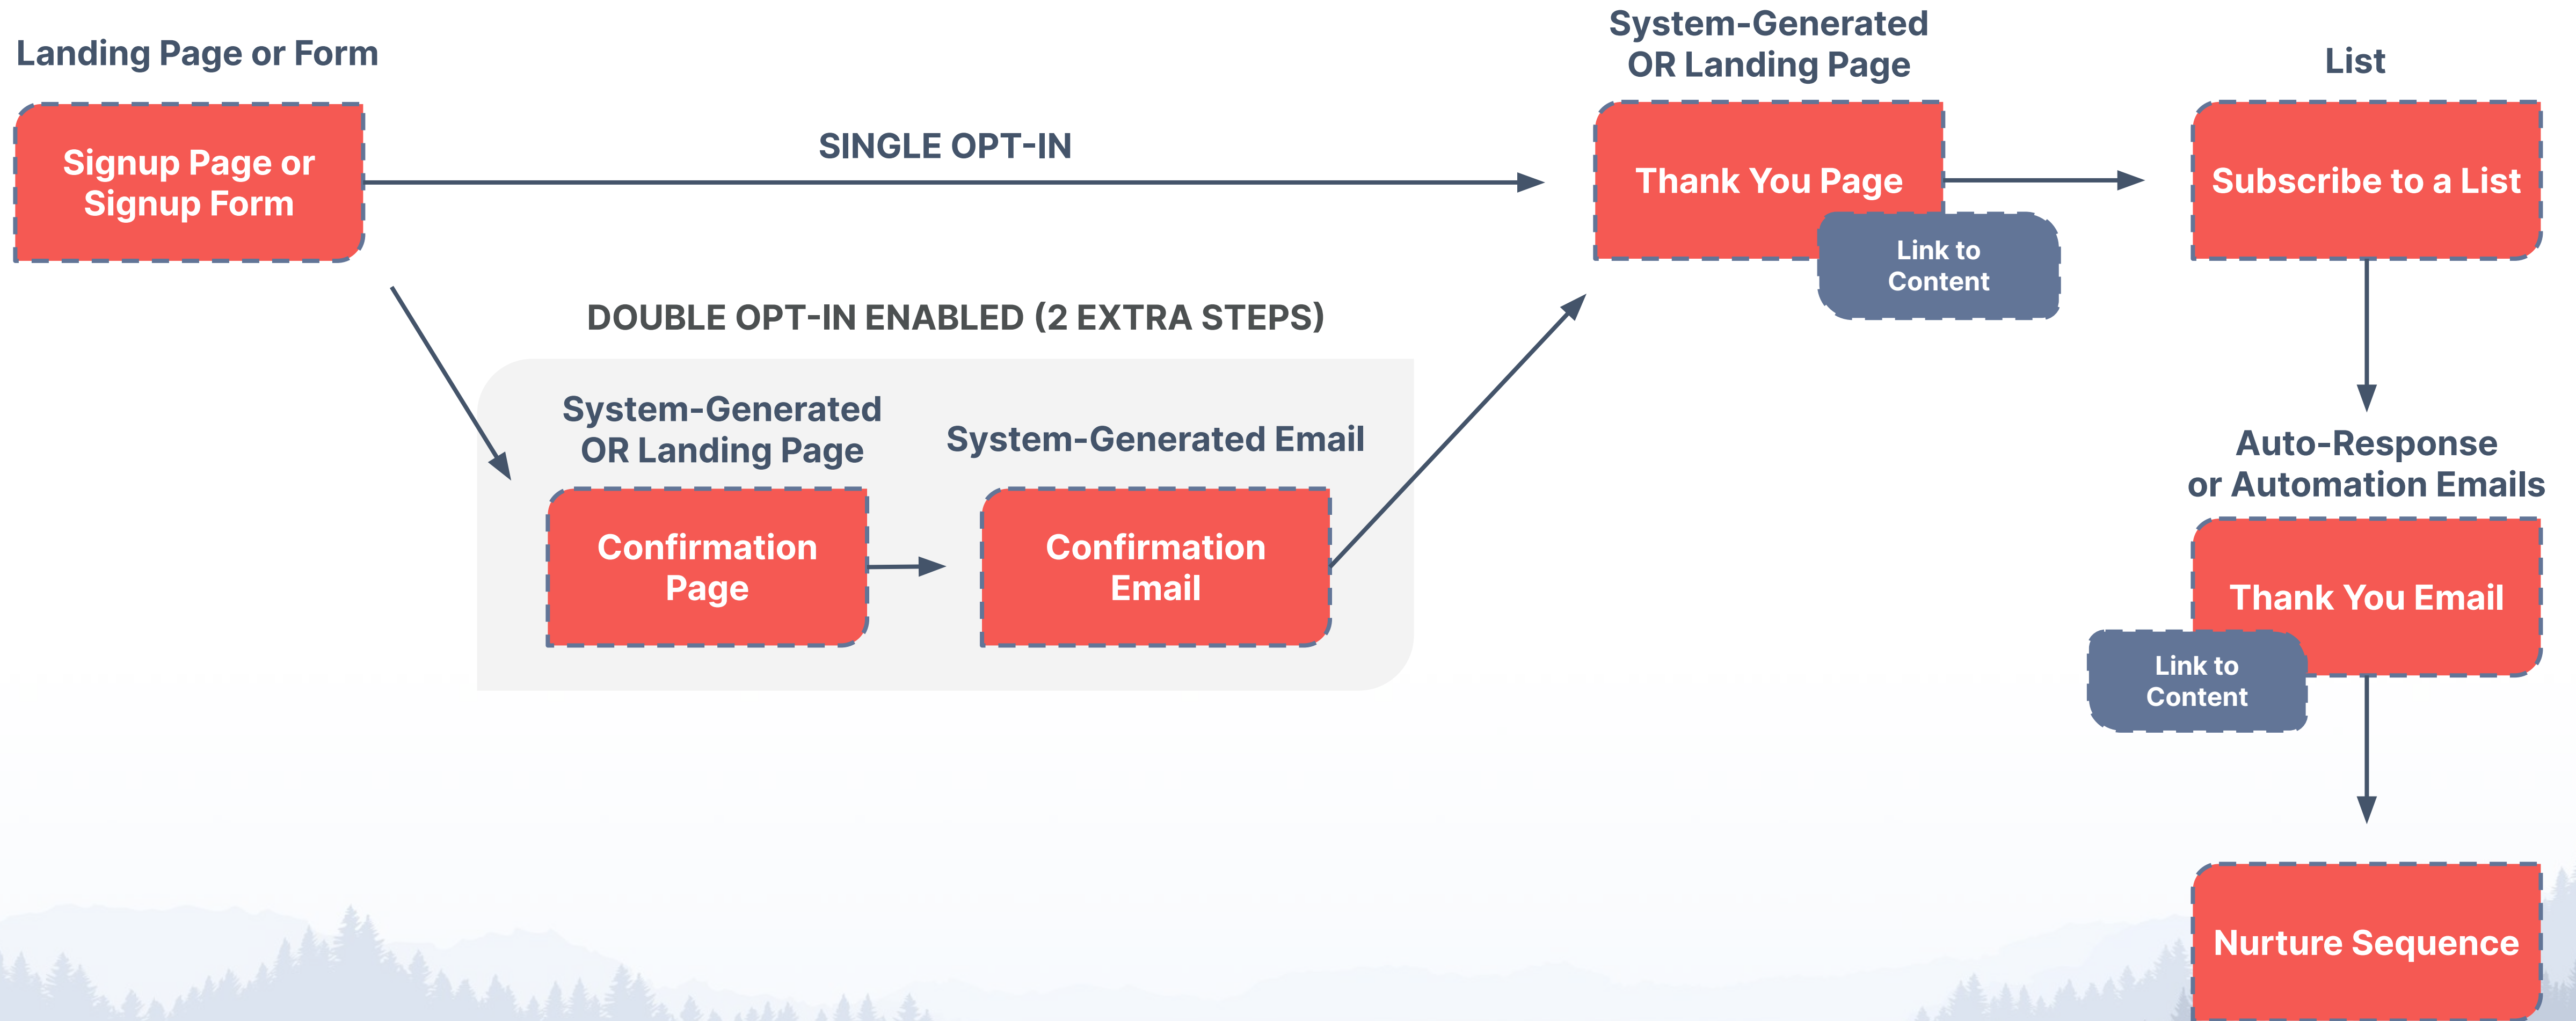 Landing Page or Form
Signup Page or
Signup Form
SINGLE OPT-IN
System-Generated
OR Landing Page
Thank You Page
Link to
Content
List
Subscribe to a List
DOUBLE OPT-IN ENABLED (2 EXTRA STEPS)
System-Generated
OR Landing Page
Confirmation
Page
System-Generated Email
Confirmation
Email
Auto-Response
or Automation Emails
Thank You Email
Link to
Content
Nurture Sequence